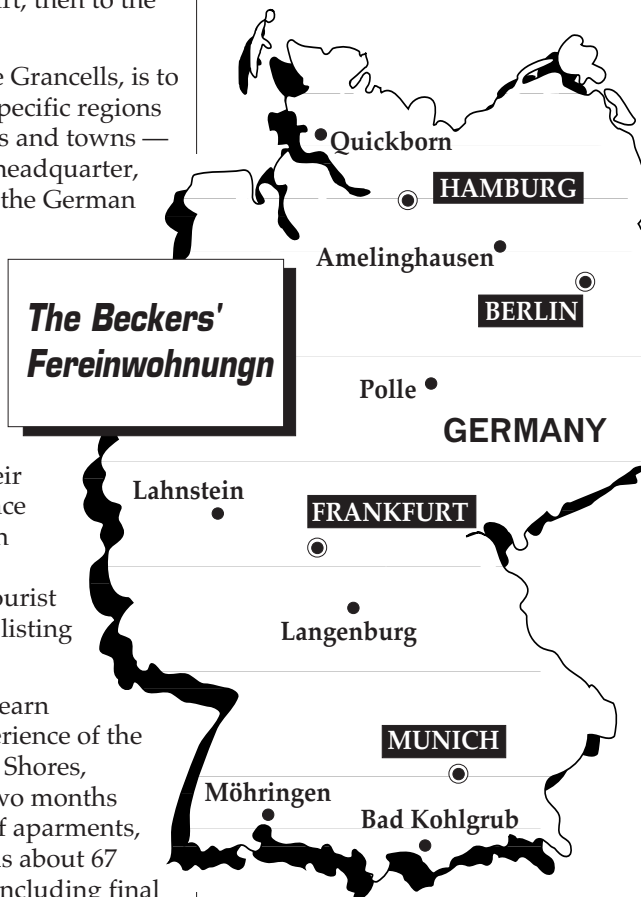 rt, then to the
e Grancells, is to
pecific regions
s and towns —
headquarter,
the German
eir
ce
n
ourist
listing
earn
erience of the
Shores,
wo months
f aparments,
s about 67
ncluding final
The Beckers'
Fereinwohnungn
Quickborn
HAMBURG
Amelinghausen
BERLIN
Polle
GERMANY
Lahnstein
FRANKFURT
Langenburg
MUNICH
Möhringen
Bad Kohlgrub